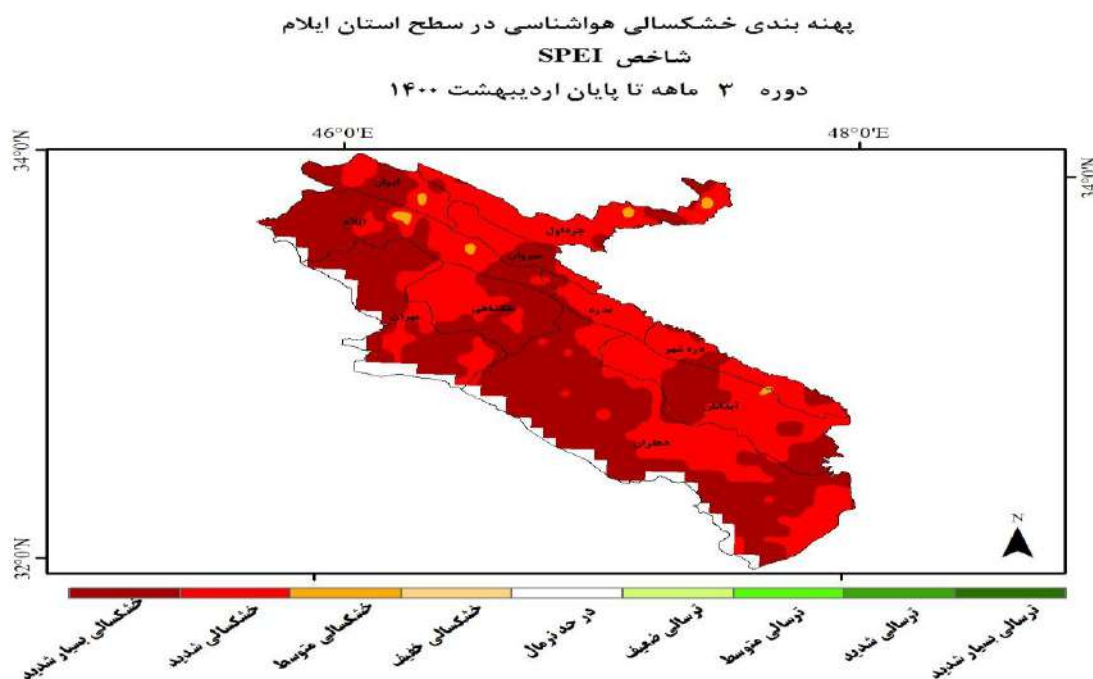 پهنه بندی خشکسالی هواشناسی در سطح استان ایلام
شاخص SPEI
دوره ۳ ماهه تا پایان اردیبهشت ۱۴۰۰
46°0'E 48°0'E
34°0'N
34°0'N
ایوان
ایلام
چرداول
سیروان
مهران
ملکشاهی
بدره
دره شهر
آبدانان
دهلران
N
32°0'N
خشکسالی بسیار شدید
خشکسالی شدید
خشکسالی متوسط
خشکسالی خفیف
در حد نرمال
ترسالی ضعیف
ترسالی متوسط
ترسالی شدید
ترسالی بسیار شدید